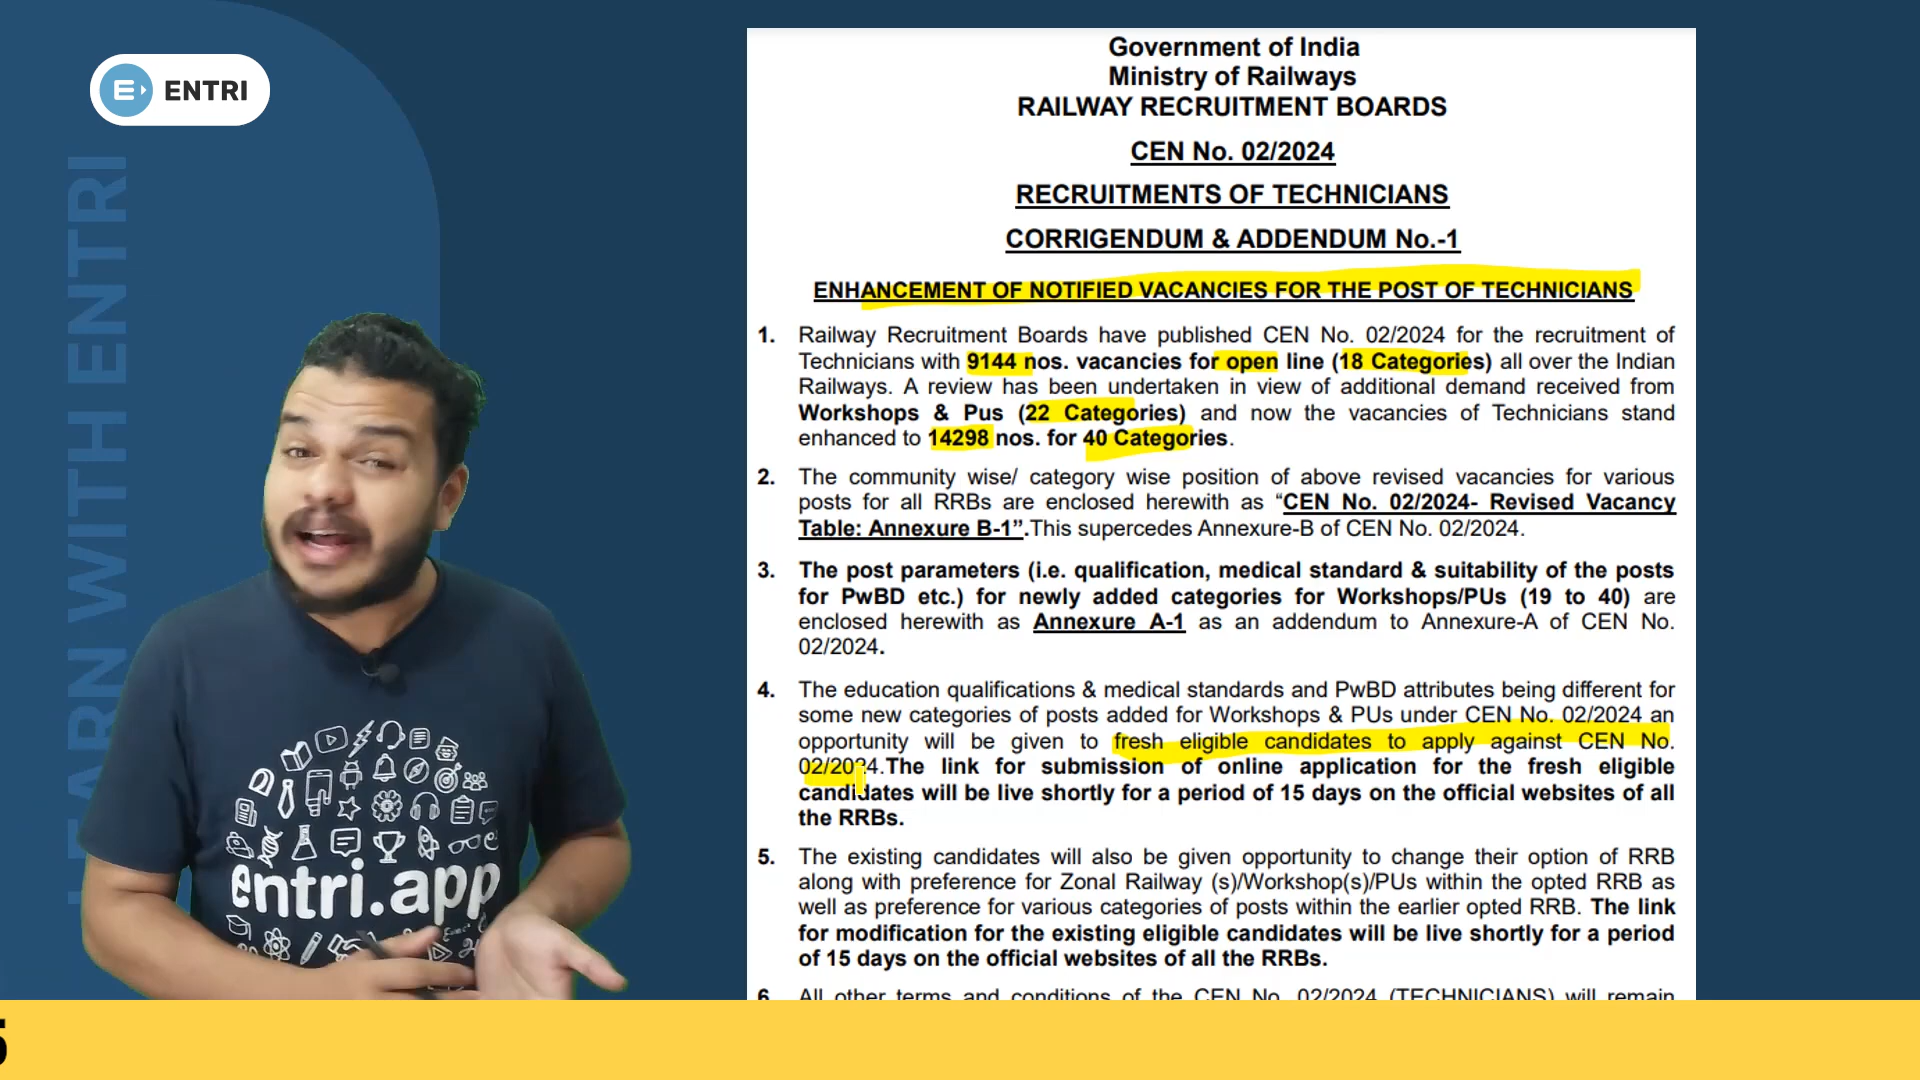 ENTRI
LEARN WITH ENTRI
entri.app
Government of India
Ministry of Railways
RAILWAY RECRUITMENT BOARDS
CEN No. 02/2024
RECRUITMENTS OF TECHNICIANS
CORRIGENDUM & ADDENDUM No.-1
ENHANCEMENT OF NOTIFIED VACANCIES FOR THE POST OF TECHNICIANS
1. Railway Recruitment Boards have published CEN No. 02/2024 for the recruitment of
Technicians with 9144 nos. vacancies for open line (18 Categories) all over the Indian
Railways. A review has been undertaken in view of additional demand received from
Workshops & Pus (22 Categories) and now the vacancies of Technicians stand
enhanced to 14298 nos. for 40 Categories.
2. The community wise/ category wise position of above revised vacancies for various
posts for all RRBs are enclosed herewith as “CEN No. 02/2024- Revised Vacancy
Table: Annexure B-1”.This supercedes Annexure-B of CEN No. 02/2024.
3. The post parameters (i.e. qualification, medical standard & suitability of the posts
for PwBD etc.) for newly added categories for Workshops/PUs (19 to 40) are
enclosed herewith as Annexure A-1 as an addendum to Annexure-A of CEN No.
02/2024.
4. The education qualifications & medical standards and PwBD attributes being different for
some new categories of posts added for Workshops & PUs under CEN No. 02/2024 an
opportunity will be given to fresh eligible candidates to apply against CEN No.
02/2024.The link for submission of online application for the fresh eligible
candidates will be live shortly for a period of 15 days on the official websites of all
the RRBs.
5. The existing candidates will also be given opportunity to change their option of RRB
along with preference for Zonal Railway (s)/Workshop(s)/PUs within the opted RRB as
well as preference for various categories of posts within the earlier opted RRB. The link
for modification for the existing eligible candidates will be live shortly for a period
of 15 days on the official websites of all the RRBs.
6. All other terms and conditions of the CEN No. 02/2024 (TECHNICIANS) will remain